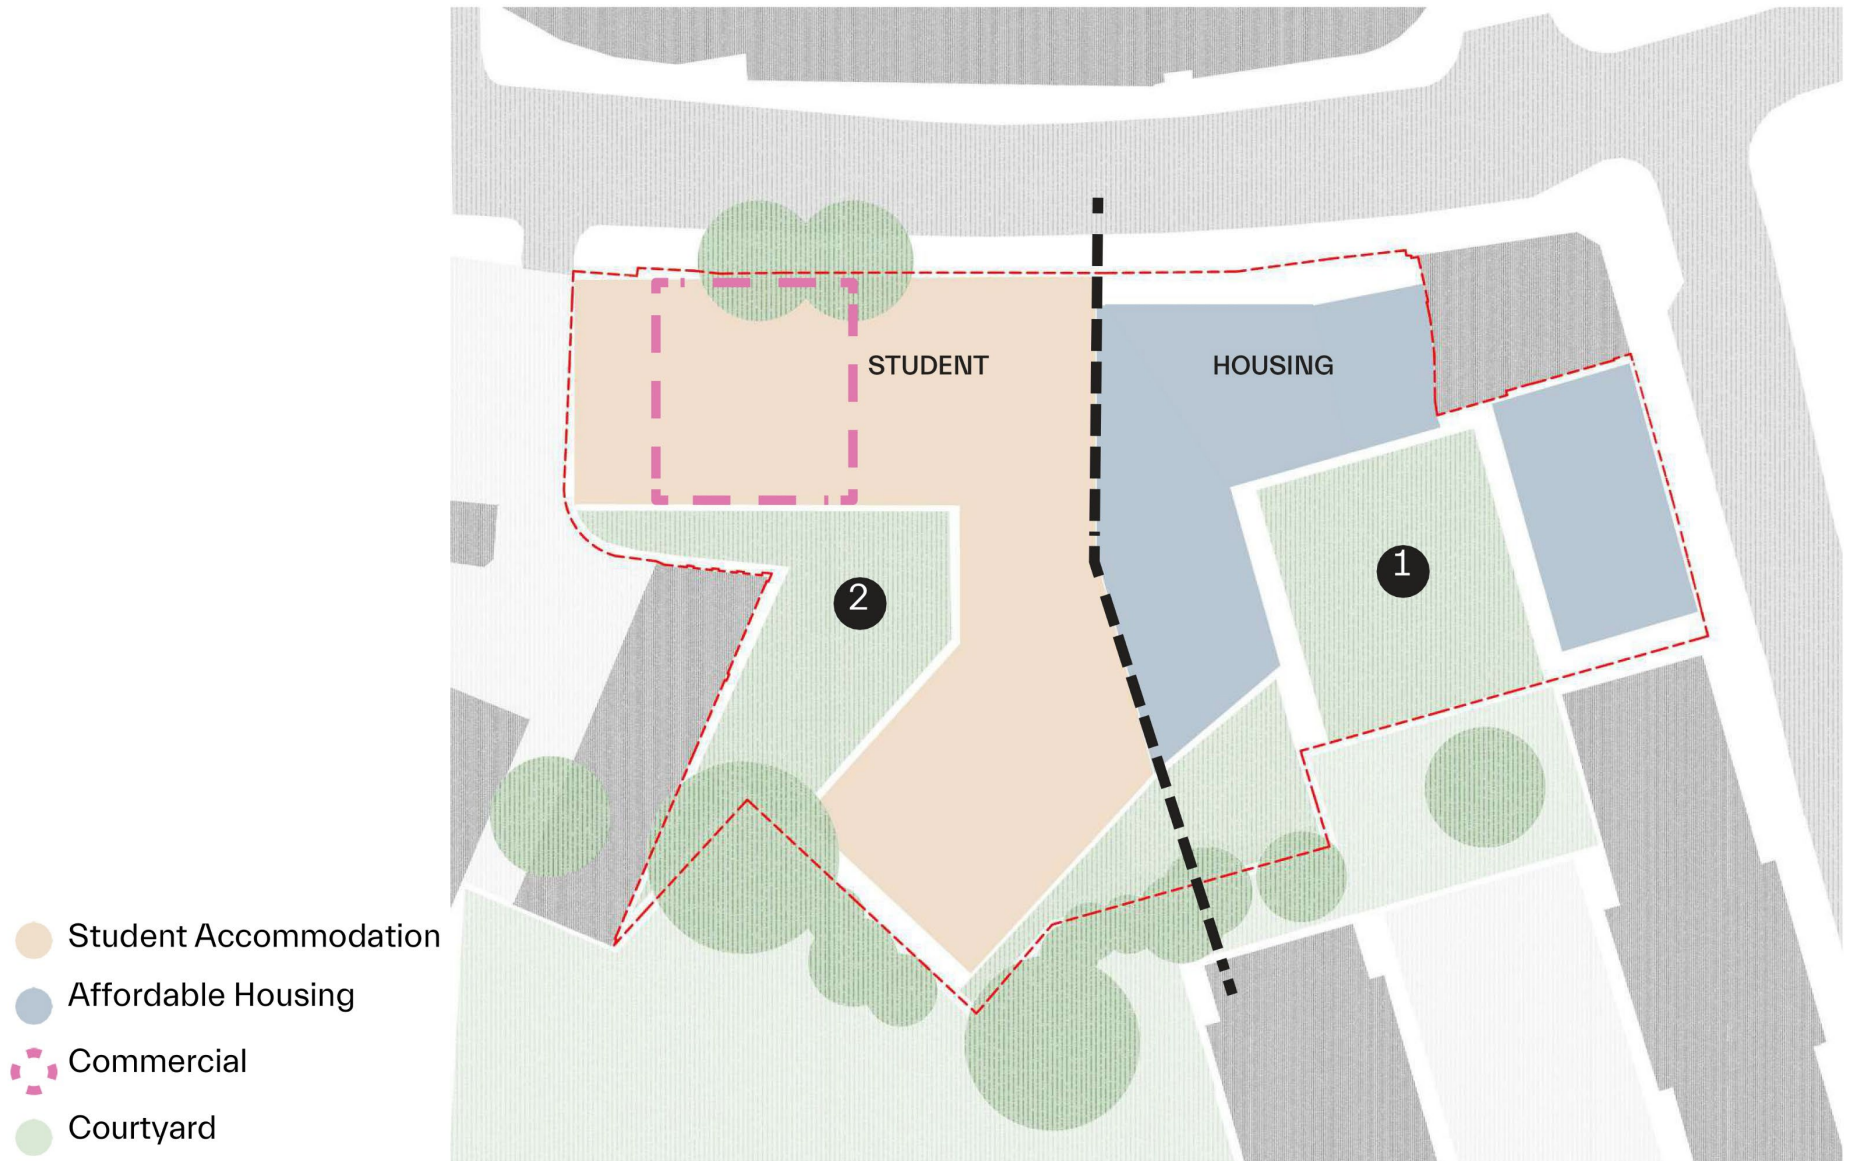 STUDENT
HOUSING
1
2
Student Accommodation
Affordable Housing
Commercial
Courtyard